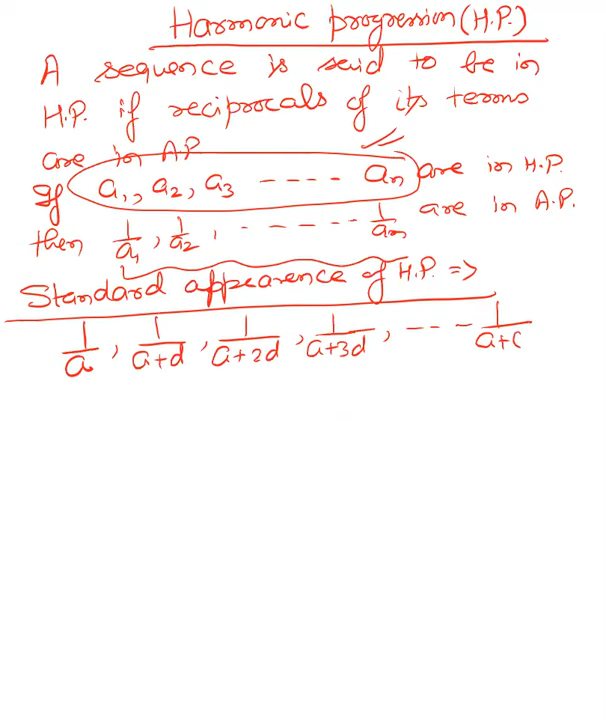 Harmonic progression (H.P.)
A sequence is said to be in
H.P. if reciprocals of its terms
are in A.P
If a₁, a₂, a₃ ---- aₙ are in H.P.
then 1/a₁, 1/a₂, ------- 1/aₙ are in A.P.
Standard appearence of H.P. =>
1/a, 1/a+d, 1/a+2d, 1/a+3d, --- 1/a+(